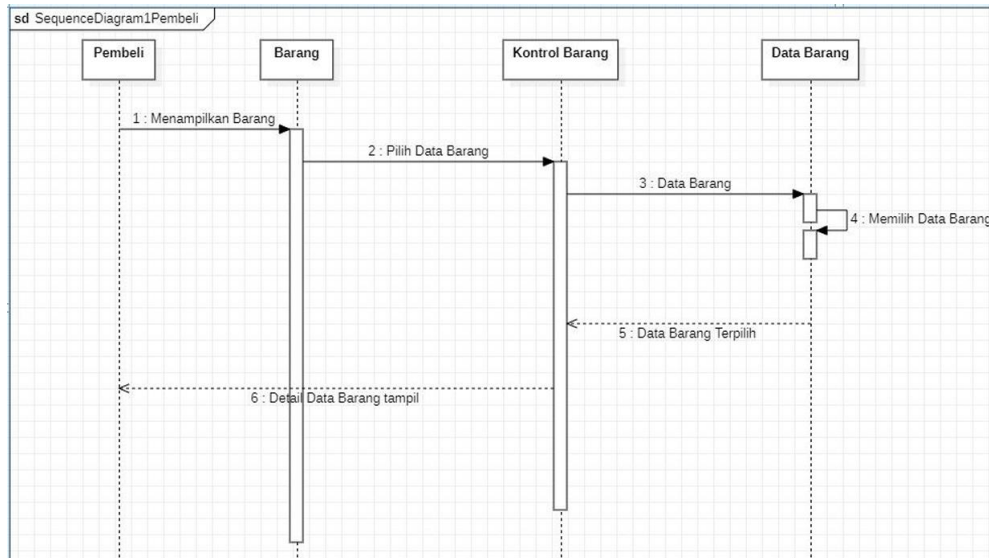 sd SequenceDiagram1Pembeli
Pembeli
Barang
Kontrol Barang
Data Barang
1 : Menampilkan Barang
2 : Pilih Data Barang
3 : Data Barang
4 : Memilih Data Barang
5 : Data Barang Terpilih
6 : Detail Data Barang tampil